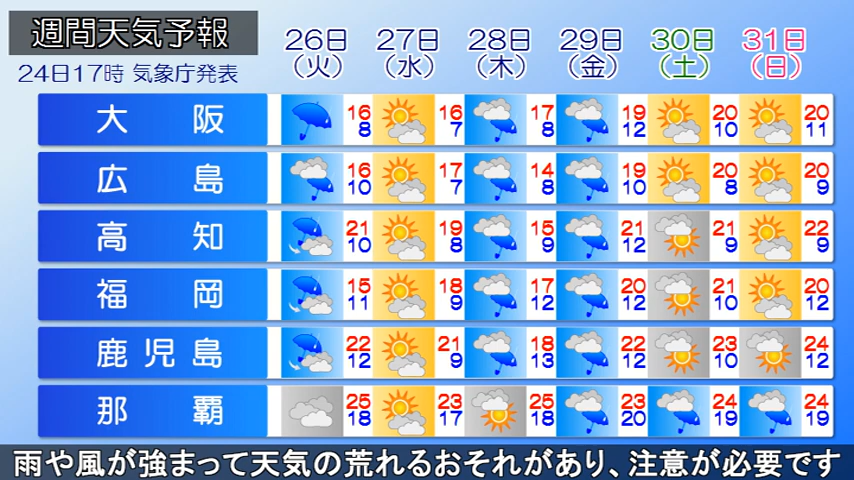 週間天気予報
24日17時 気象庁発表
26日 27日 28日 29日 30日 31日
(火) (水) (木) (金) (土) (日)
大阪 16 16 17 19 20 20
8 7 8 12 10 11
広島 16 17 14 19 20 20
10 7 8 10 8 9
高知 21 19 15 21 21 22
10 8 9 12 9 9
福岡 15 18 17 20 21 20
11 9 12 12 10 12
鹿児島 22 21 18 22 23 24
12 9 13 12 10 12
那覇 25 23 25 23 24 24
18 17 18 20 19 19
雨や風が強まって天気の荒れるおそれがあり、注意が必要です